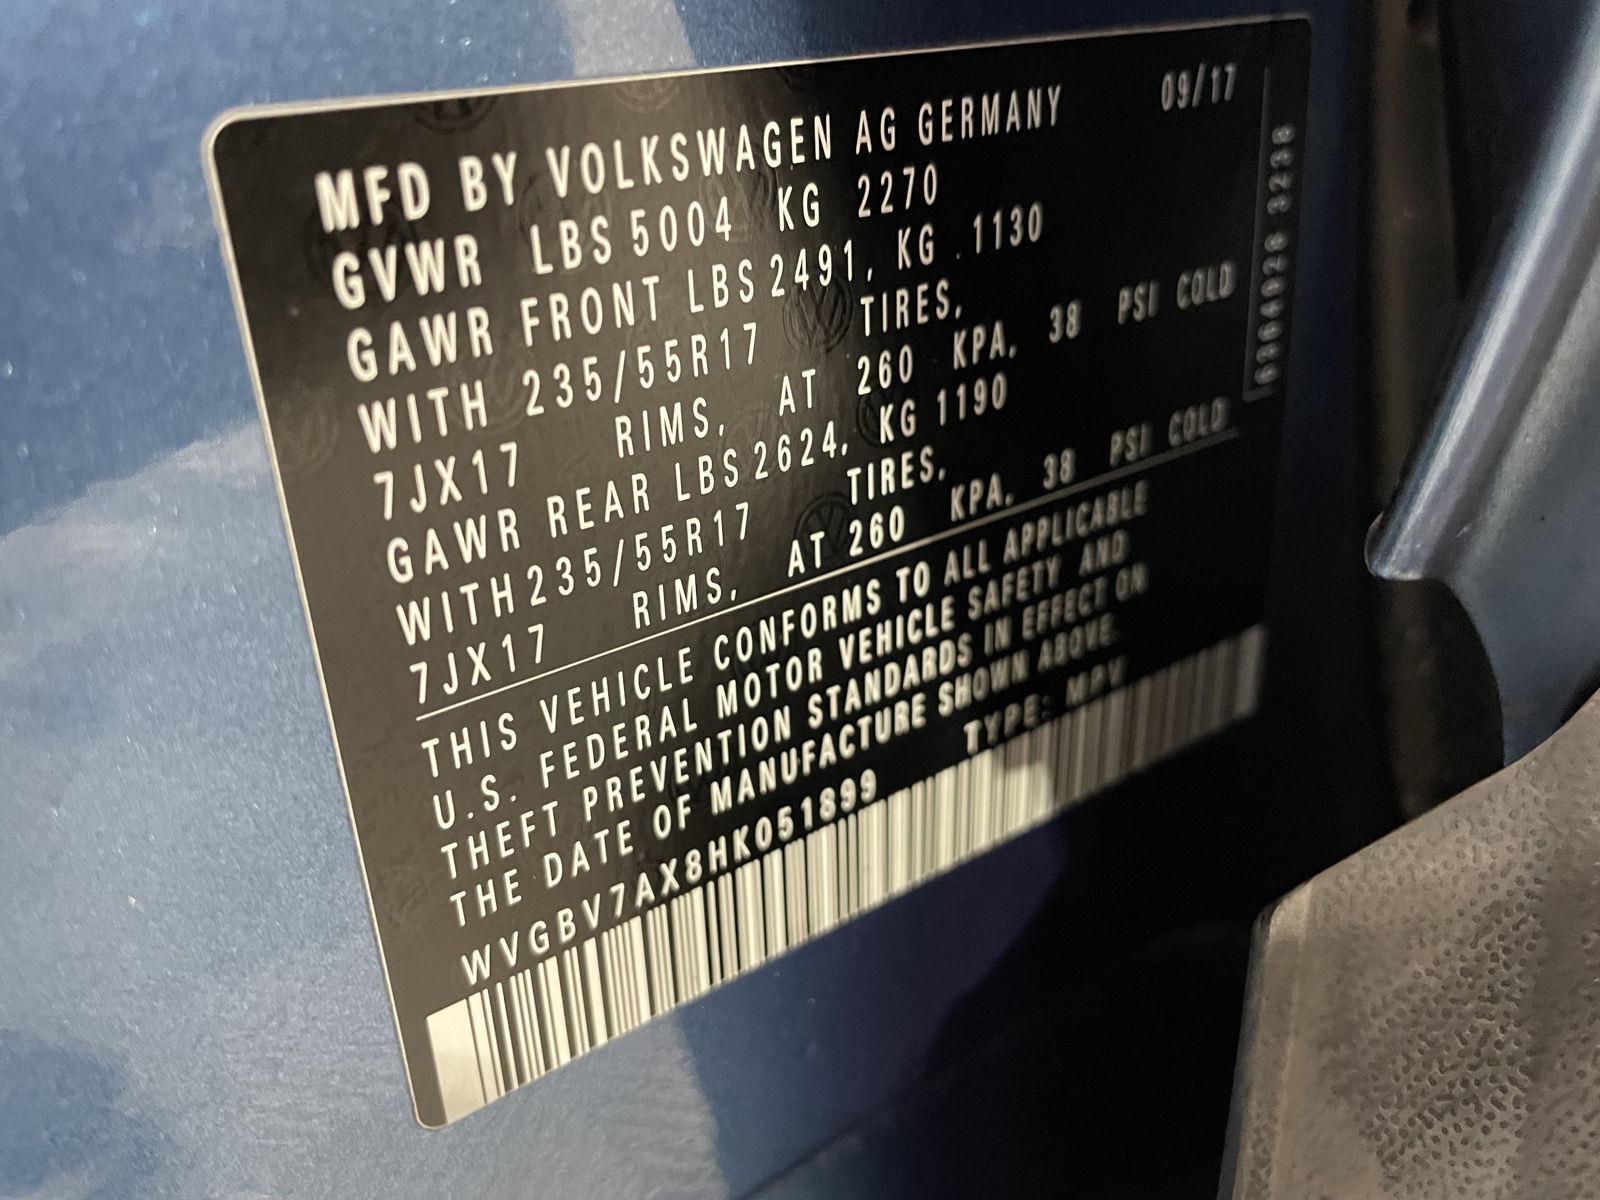 MFD BY VOLKSWAGEN AG GERMANY 09/17
GVWR LBS 5004 KG 2270
GAWR FRONT LBS 2491, KG 1130
WITH 235/55R17 TIRES,
7JX17 RIMS, AT 260 KPA, 38 PSI COLD
GAWR REAR LBS 2624, KG 1190
WITH 235/55R17 TIRES,
7JX17 RIMS, AT 260 KPA, 38 PSI COLD
THIS VEHICLE CONFORMS TO ALL APPLICABLE
U.S. FEDERAL MOTOR VEHICLE SAFETY AND
THEFT PREVENTION STANDARDS IN EFFECT ON
THE DATE OF MANUFACTURE SHOWN ABOVE
WVGBV7AX8HK051899 TYPE: MPV